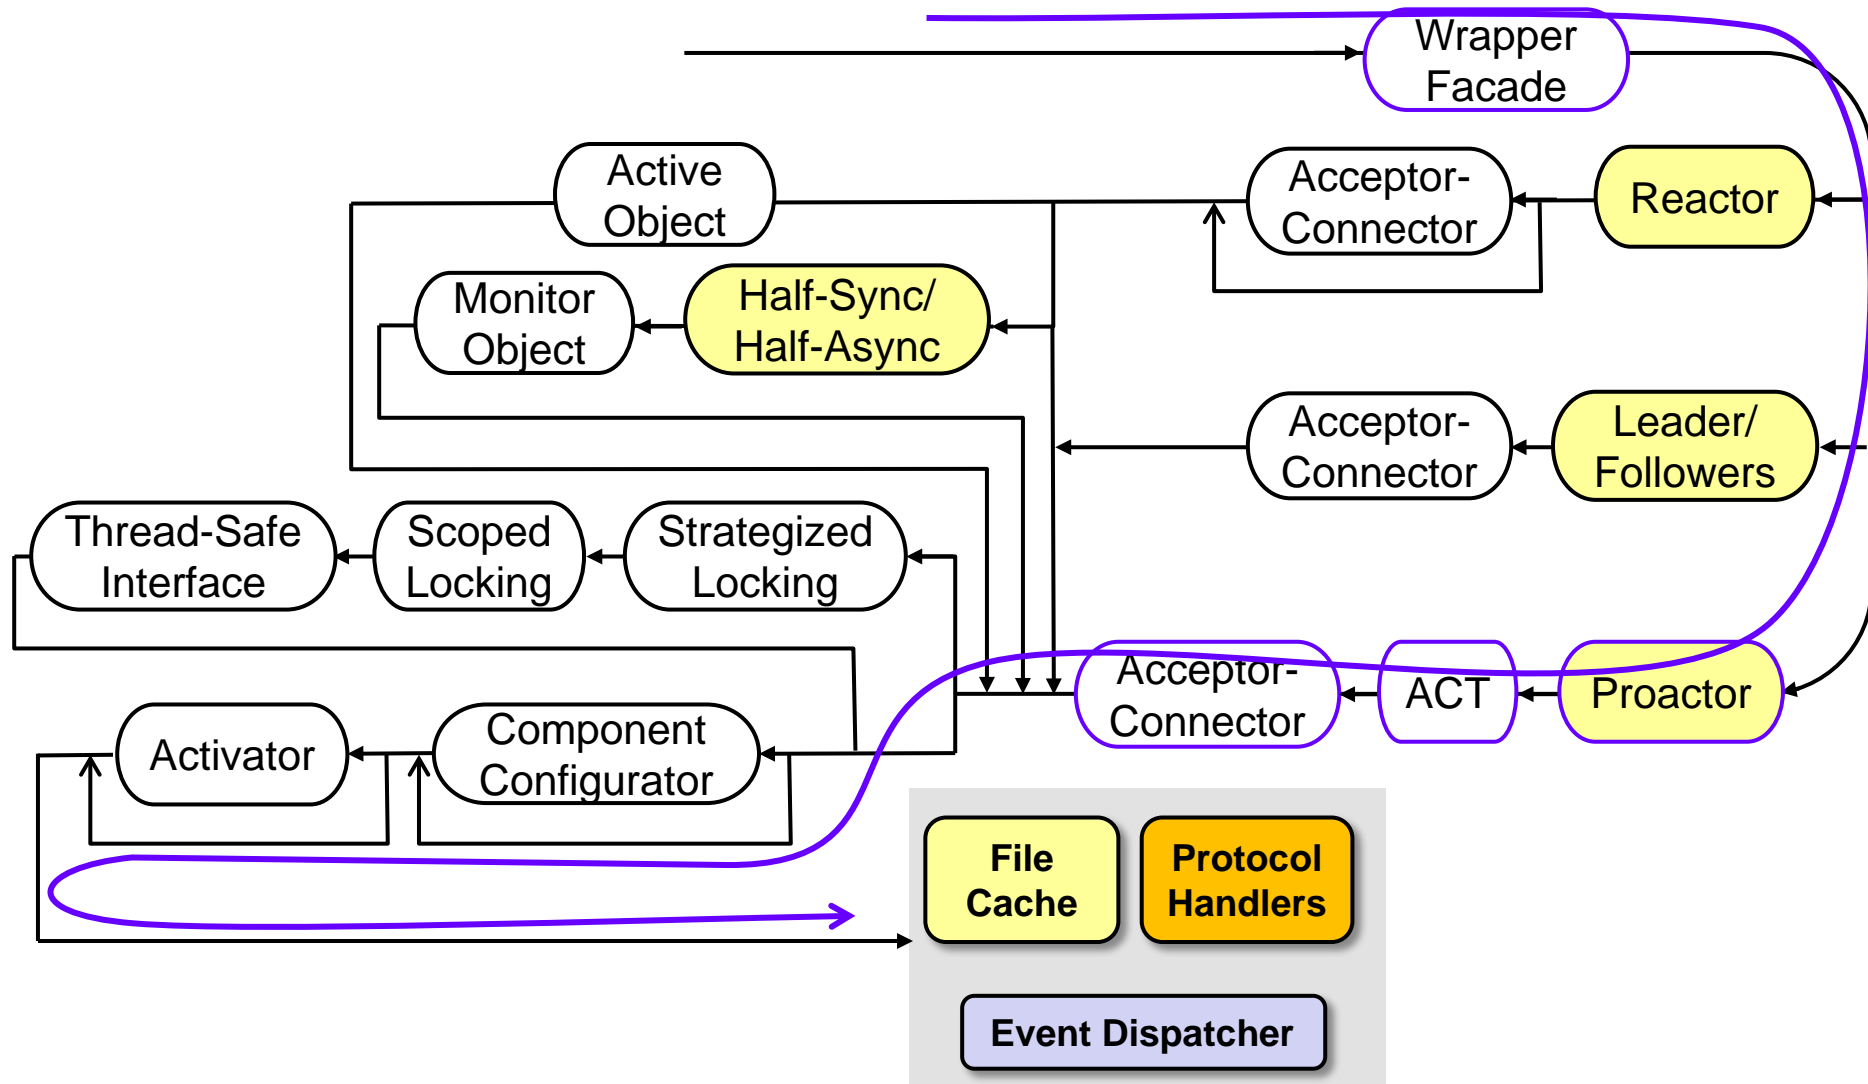 Wrapper
Facade
Active
Object
Acceptor-
Connector
Reactor
Monitor
Object
Half-Sync/
Half-Async
Acceptor-
Connector
Leader/
Followers
Thread-Safe
Interface
Scoped
Locking
Strategized
Locking
Acceptor-
Connector
ACT
Proactor
Activator
Component
Configurator
File
Cache
Protocol
Handlers
Event Dispatcher